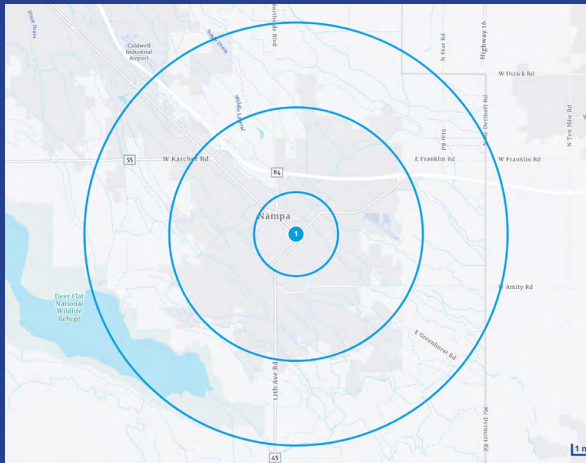 Caldwell
Industrial
Airport
N Star Rd
Highway 16
W Ustick Rd
N Ten Mile Rd
55
W Karcher Rd
84
Star Rd
E Franklin Rd
W Franklin Rd
Nampa
1
Deer Flat
National
Wildlife
Refuge
W Amity Rd
E Greenhurst Rd
12th Ave Rd
45